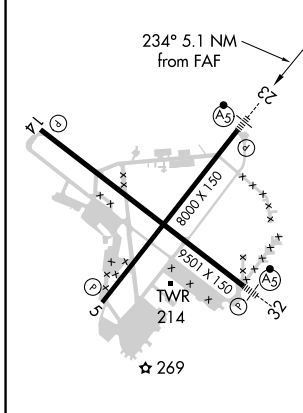 234° 5.1 NM
from FAF
23
A5
P
14
P
8000 X 150
9501 X 150
P
5
TWR
214
A5
P
32
269